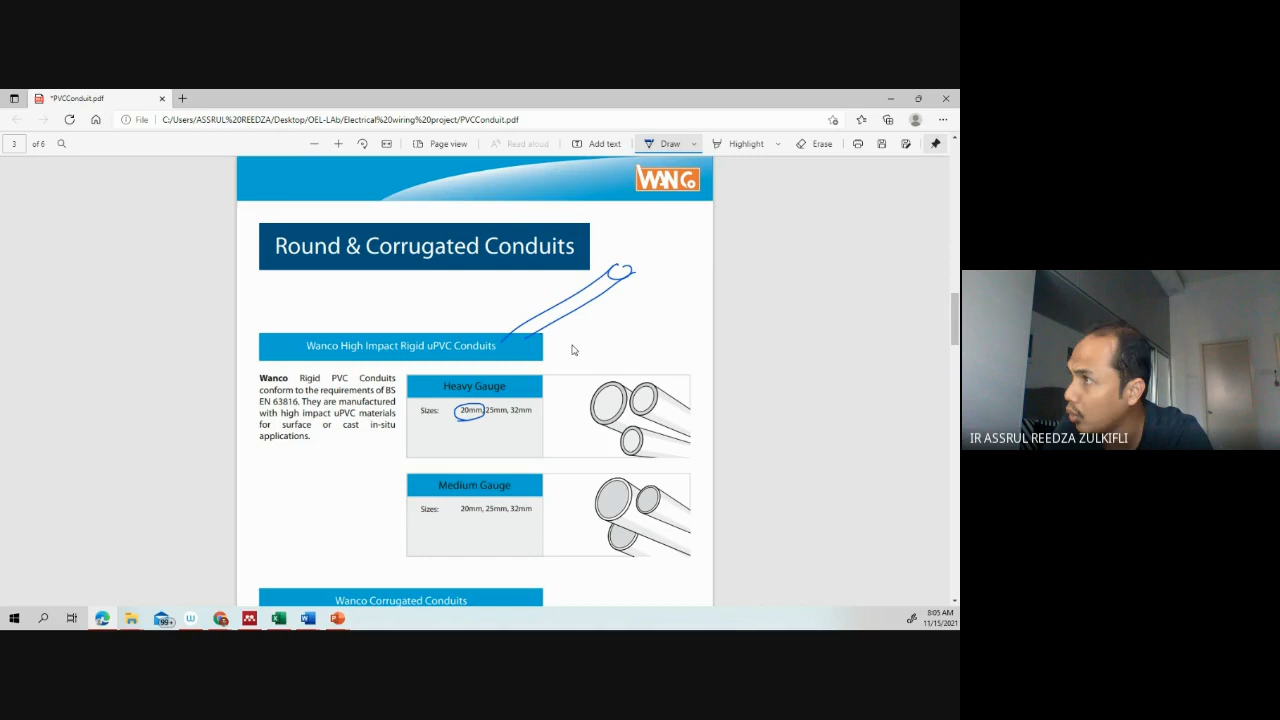 *PVCConduit.pdf
File C:/Users/ASSRUL%20REEDZA/Desktop/OEL-LAb/Electrical%20wiring%20project/PVCConduit.pdf
3 of 6 Page view Read aloud Add text Draw Highlight Erase
WANCo
Round & Corrugated Conduits
Wanco High Impact Rigid uPVC Conduits
Wanco Rigid PVC Conduits
conform to the requirements of BS
EN 63816. They are manufactured
with high impact uPVC materials
for surface or cast in-situ
applications.
Heavy Gauge
Sizes: 20mm, 25mm, 32mm
Medium Gauge
Sizes: 20mm, 25mm, 32mm
Wanco Corrugated Conduits
IR ASSRUL REEDZA ZULKIFLI
99+
8:05 AM
11/15/2021